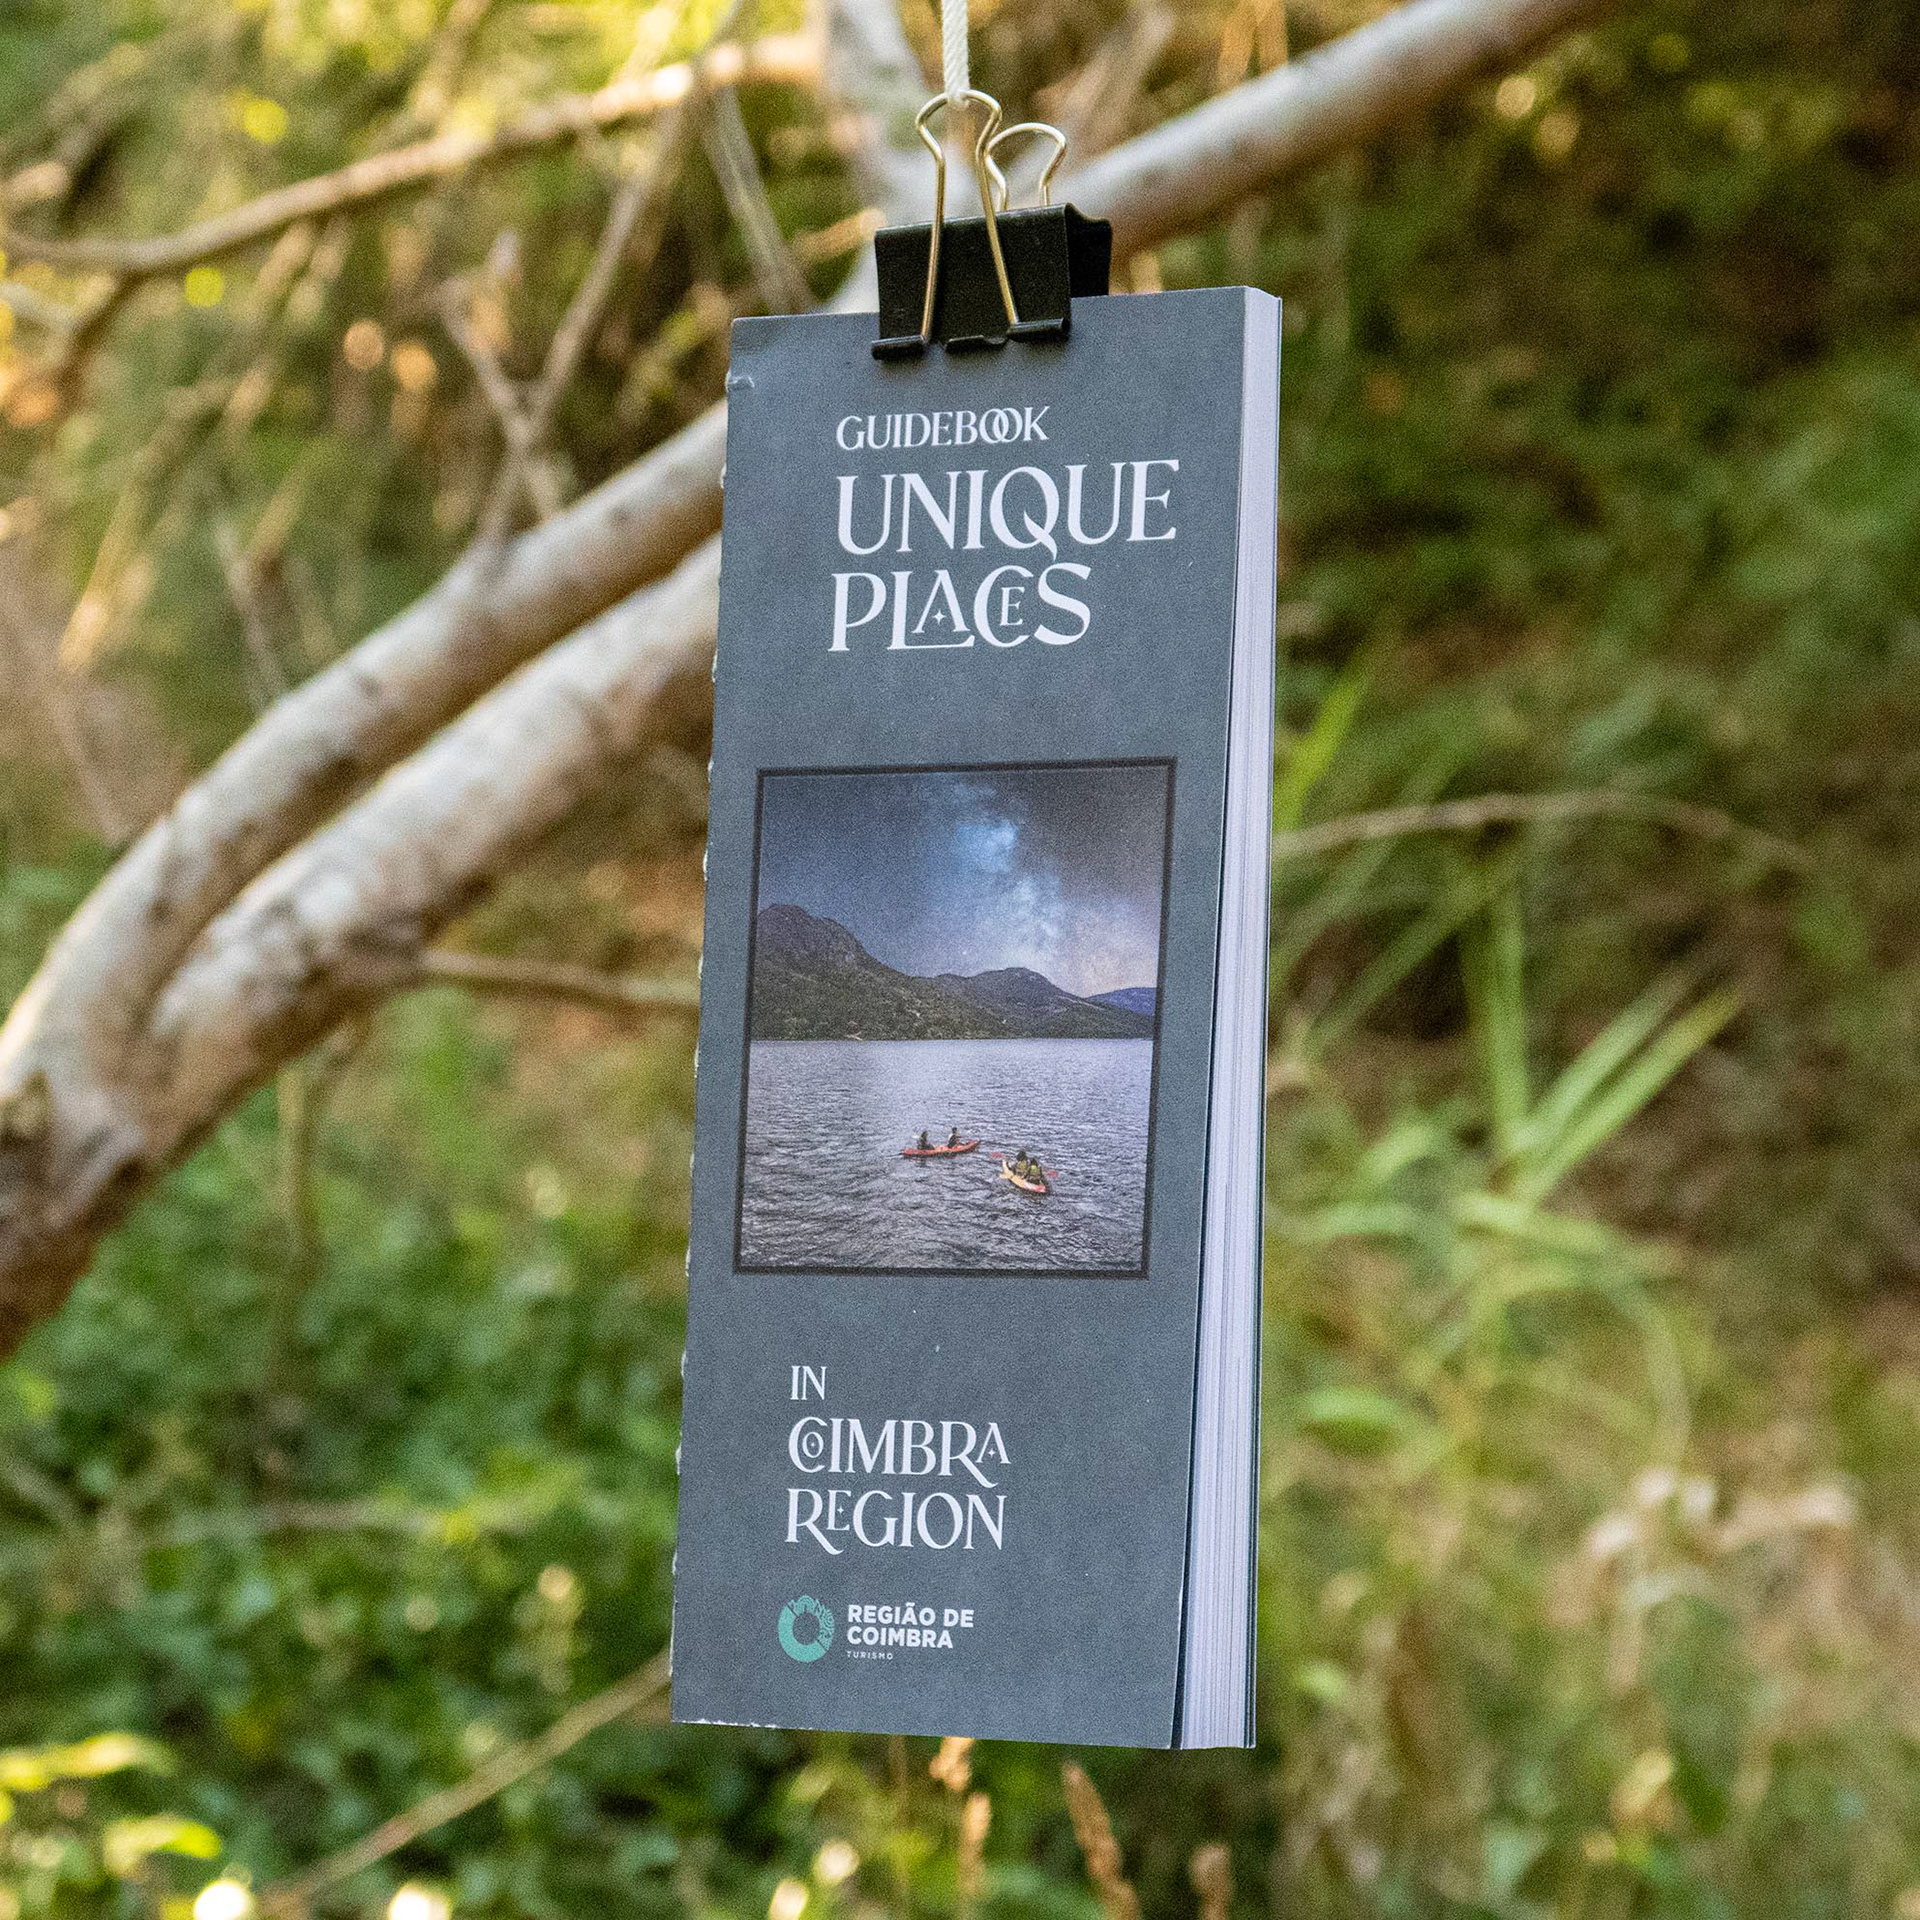 GUIDEBOOK
UNIQUE
PLACES
IN
COIMBRA
REGION
REGIÃO DE
COIMBRA
TURISMO